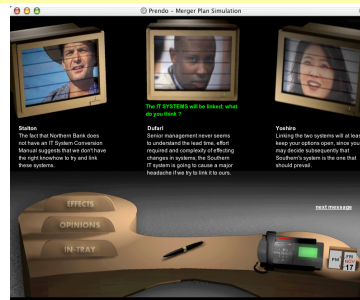 Prendo - Merger Plan Simulation
The IT SYSTEMS will be linked; what
do you think ?
Stalton
The fact that Northern Bank does
not have an IT System Conversion
Manual suggests that we don't have
the right knowhow to try and link
these systems.
Dufari
Senior management never seems
to understand the lead time, effort
required and complexity of effecting
changes in systems; the Southern
IT system is going to cause a major
headache if we try to link it to ours.
Yoshiro
Linking the two systems will at leas
keep your options open, since you
may decide subsequently that
Southern's system is the one that
should prevail.
EFFECTS
OPINIONS
IN-TRAY
next message
PM
FRI
NOV
17